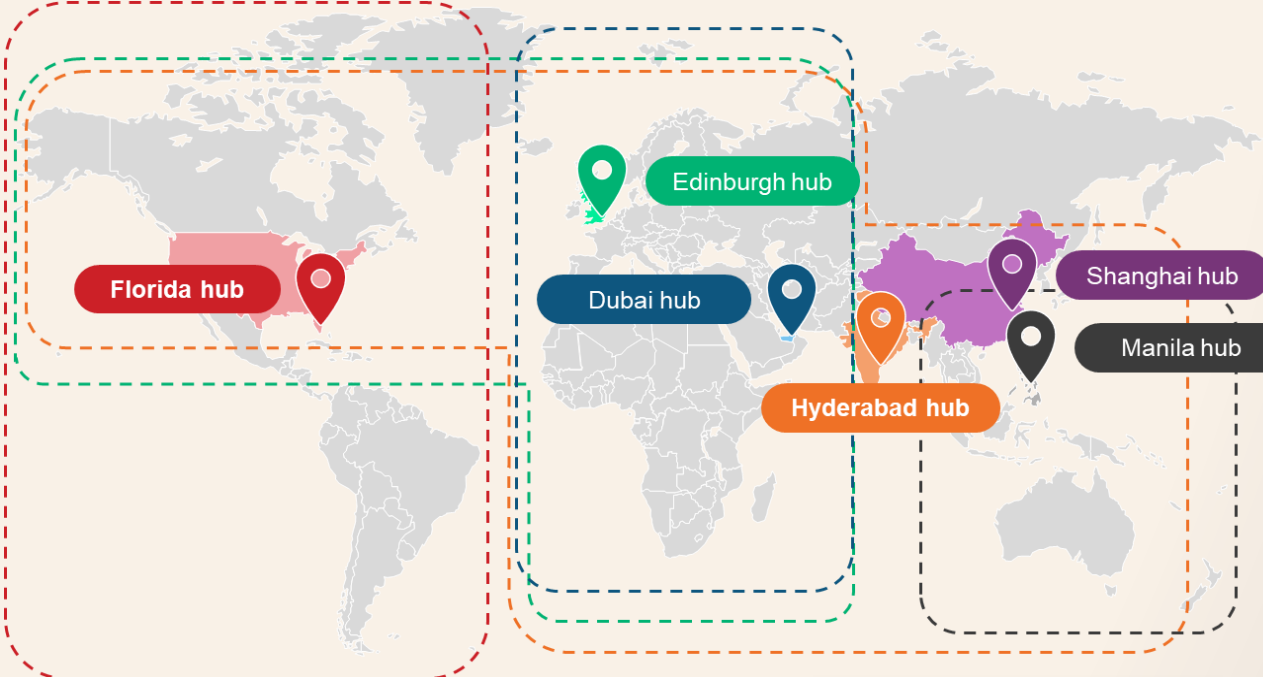 Edinburgh hub
Florida hub
Dubai hub
Shanghai hub
Manila hub
Hyderabad hub